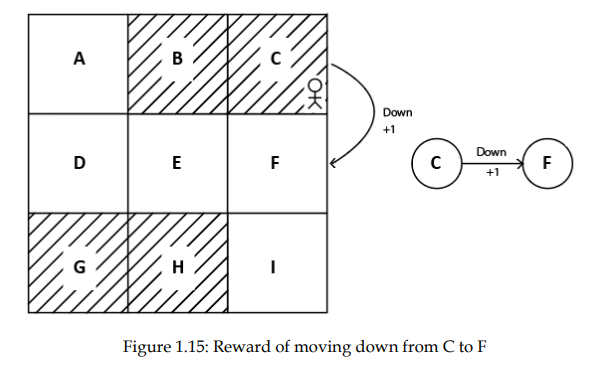 A B C
Down
+1
D E F
C Down F
+1
G H I
Figure 1.15: Reward of moving down from C to F